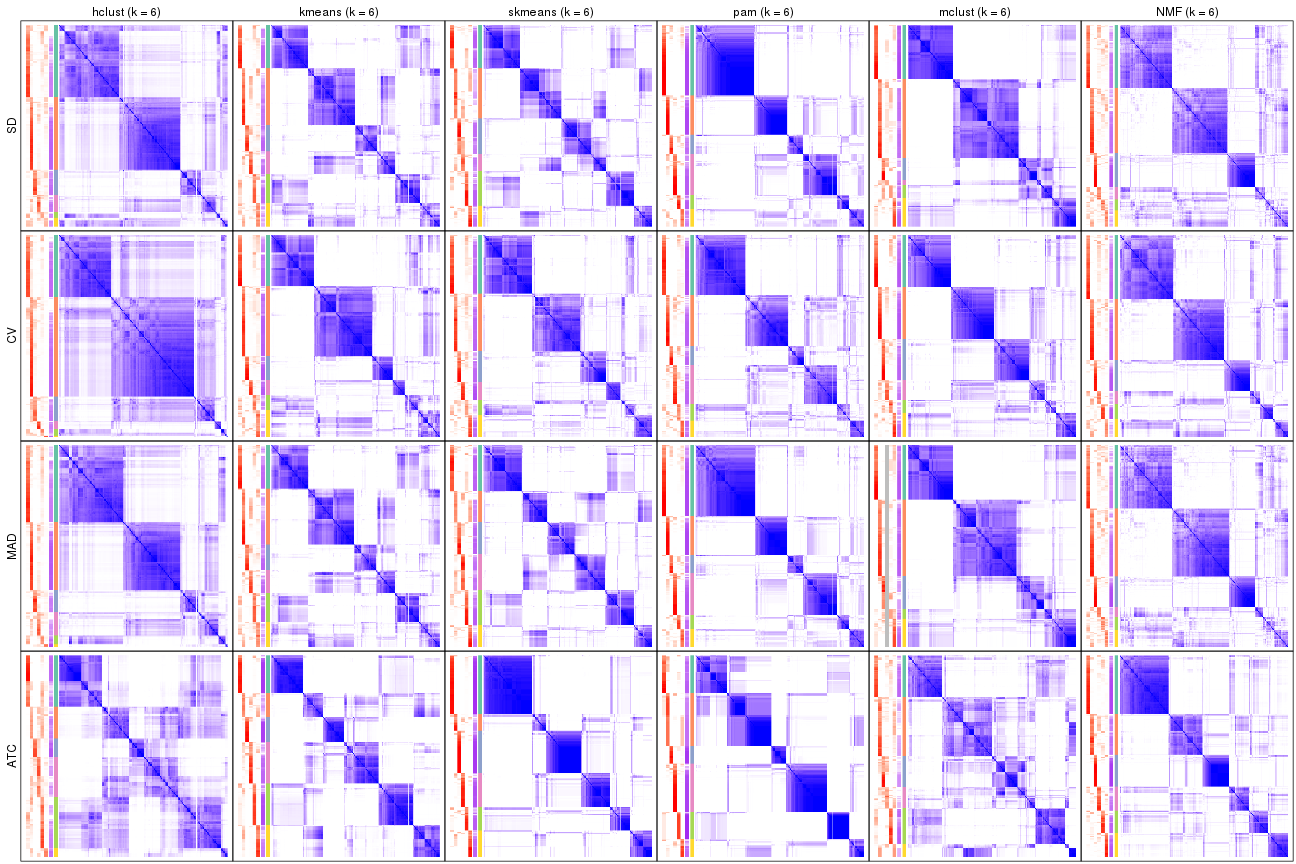 hclust (k = 6) kmeans (k = 6) skmeans (k = 6) pam (k = 6) mclust (k = 6) NMF (k = 6)
SD
CV
MAD
ATC